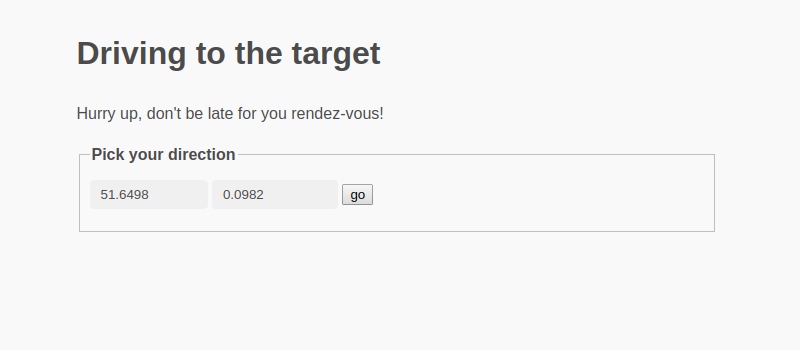 Driving to the target
Hurry up, don't be late for you rendez-vous!
Pick your direction
51.6498 0.0982 go